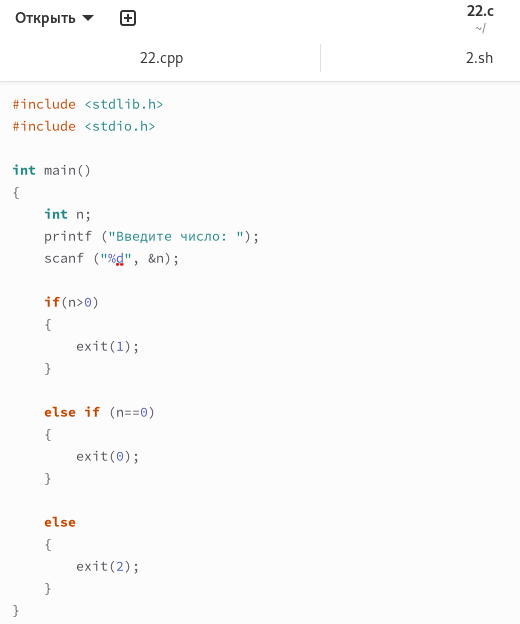 Открыть
22.c
~/
22.cpp
2.sh
#include <stdlib.h>
#include <stdio.h>
int main()
{
    int n;
    printf ("Введите число: ");
    scanf ("%d", &n);
    if(n>0)
    {
        exit(1);
    }
    else if (n==0)
    {
        exit(0);
    }
    else
    {
        exit(2);
    }
}